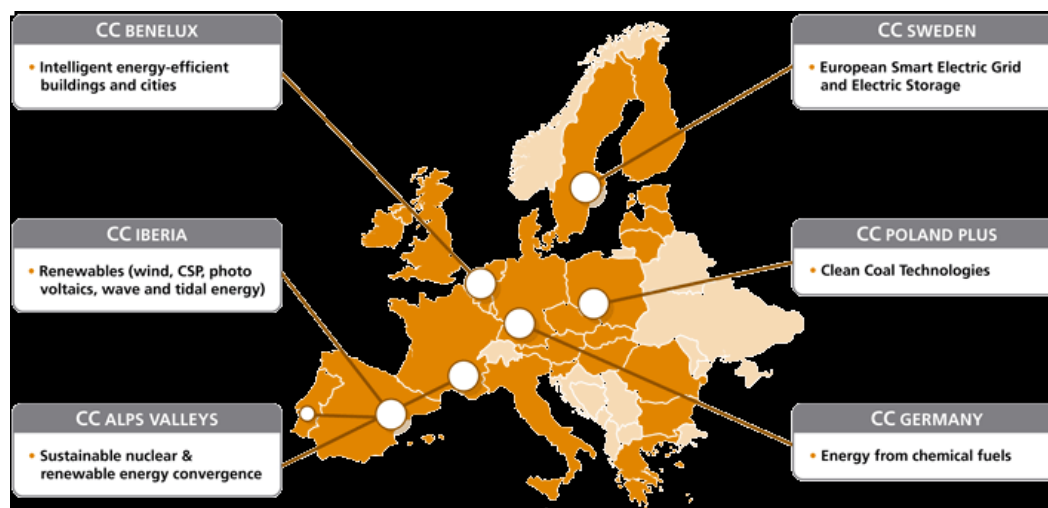 CC BENELUX
• Intelligent energy-efficient
buildings and cities
CC SWEDEN
• European Smart Electric Grid
and Electric Storage
CC IBERIA
• Renewables (wind, CSP, photo
voltaics, wave and tidal energy)
CC POLAND PLUS
• Clean Coal Technologies
CC ALPS VALLEYS
• Sustainable nuclear &
renewable energy convergence
CC GERMANY
• Energy from chemical fuels